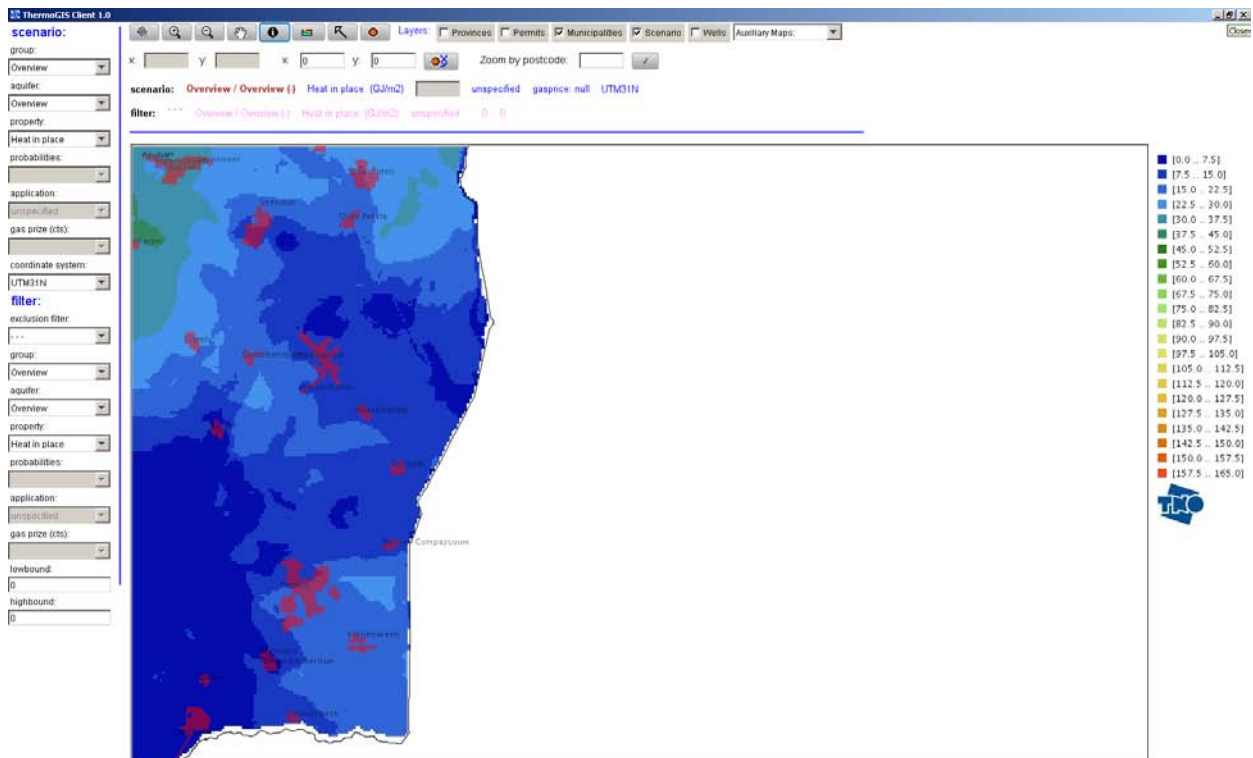 ThermoGIS Client 1.0
Close
scenario:
group:
Overview
aquifer:
Overview
property:
Heat in place
probabilities:
application:
unspecified
gas prize (cts):
coordinate system:
UTM31N
filter:
exclusion filter:
- - -
group:
Overview
aquifer:
Overview
property:
Heat in place
probabilities:
application:
unspecified
gas prize (cts):
lowbound:
0
highbound:
0
Layers: Provinces Permits Municipalities Scenario Wells Auxiliary Maps:
x: y: x: 0 y: 0 Zoom by postcode:
scenario: Overview / Overview (-) Heat in place (GJ/m2) unspecified gasprice: null UTM31N
filter: - - - Overview / Overview (-) Heat in place (GJ/m2) unspecified 0 0
Compascuum
[0.0 .. 7.5]
[7.5 .. 15.0]
[15.0 .. 22.5]
[22.5 .. 30.0]
[30.0 .. 37.5]
[37.5 .. 45.0]
[45.0 .. 52.5]
[52.5 .. 60.0]
[60.0 .. 67.5]
[67.5 .. 75.0]
[75.0 .. 82.5]
[82.5 .. 90.0]
[90.0 .. 97.5]
[97.5 .. 105.0]
[105.0 .. 112.5]
[112.5 .. 120.0]
[120.0 .. 127.5]
[127.5 .. 135.0]
[135.0 .. 142.5]
[142.5 .. 150.0]
[150.0 .. 157.5]
[157.5 .. 165.0]
TNO